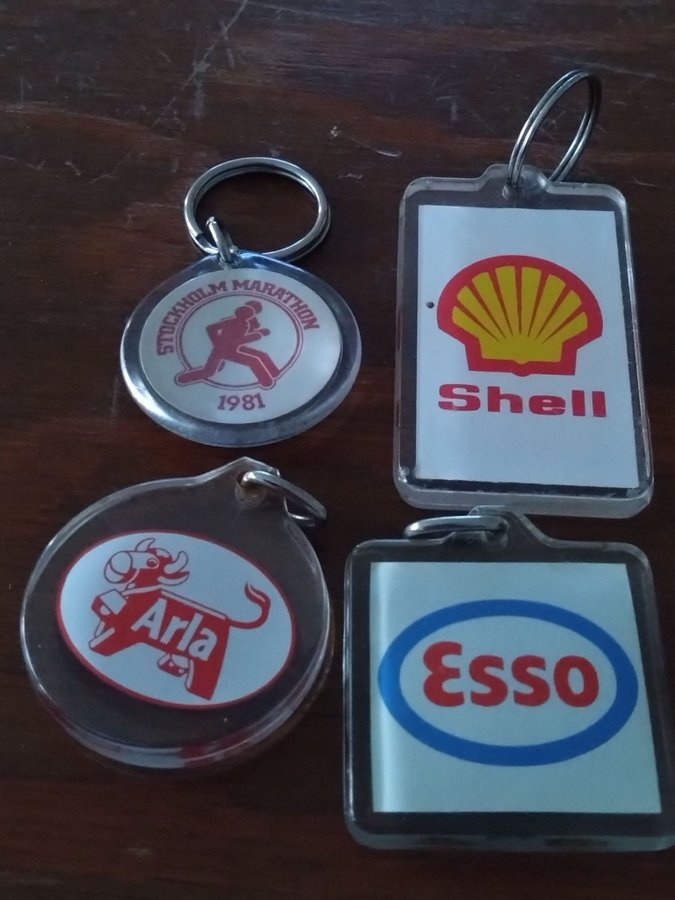 STOCKHOLM MARATHON
1981
Shell
Arla
Esso